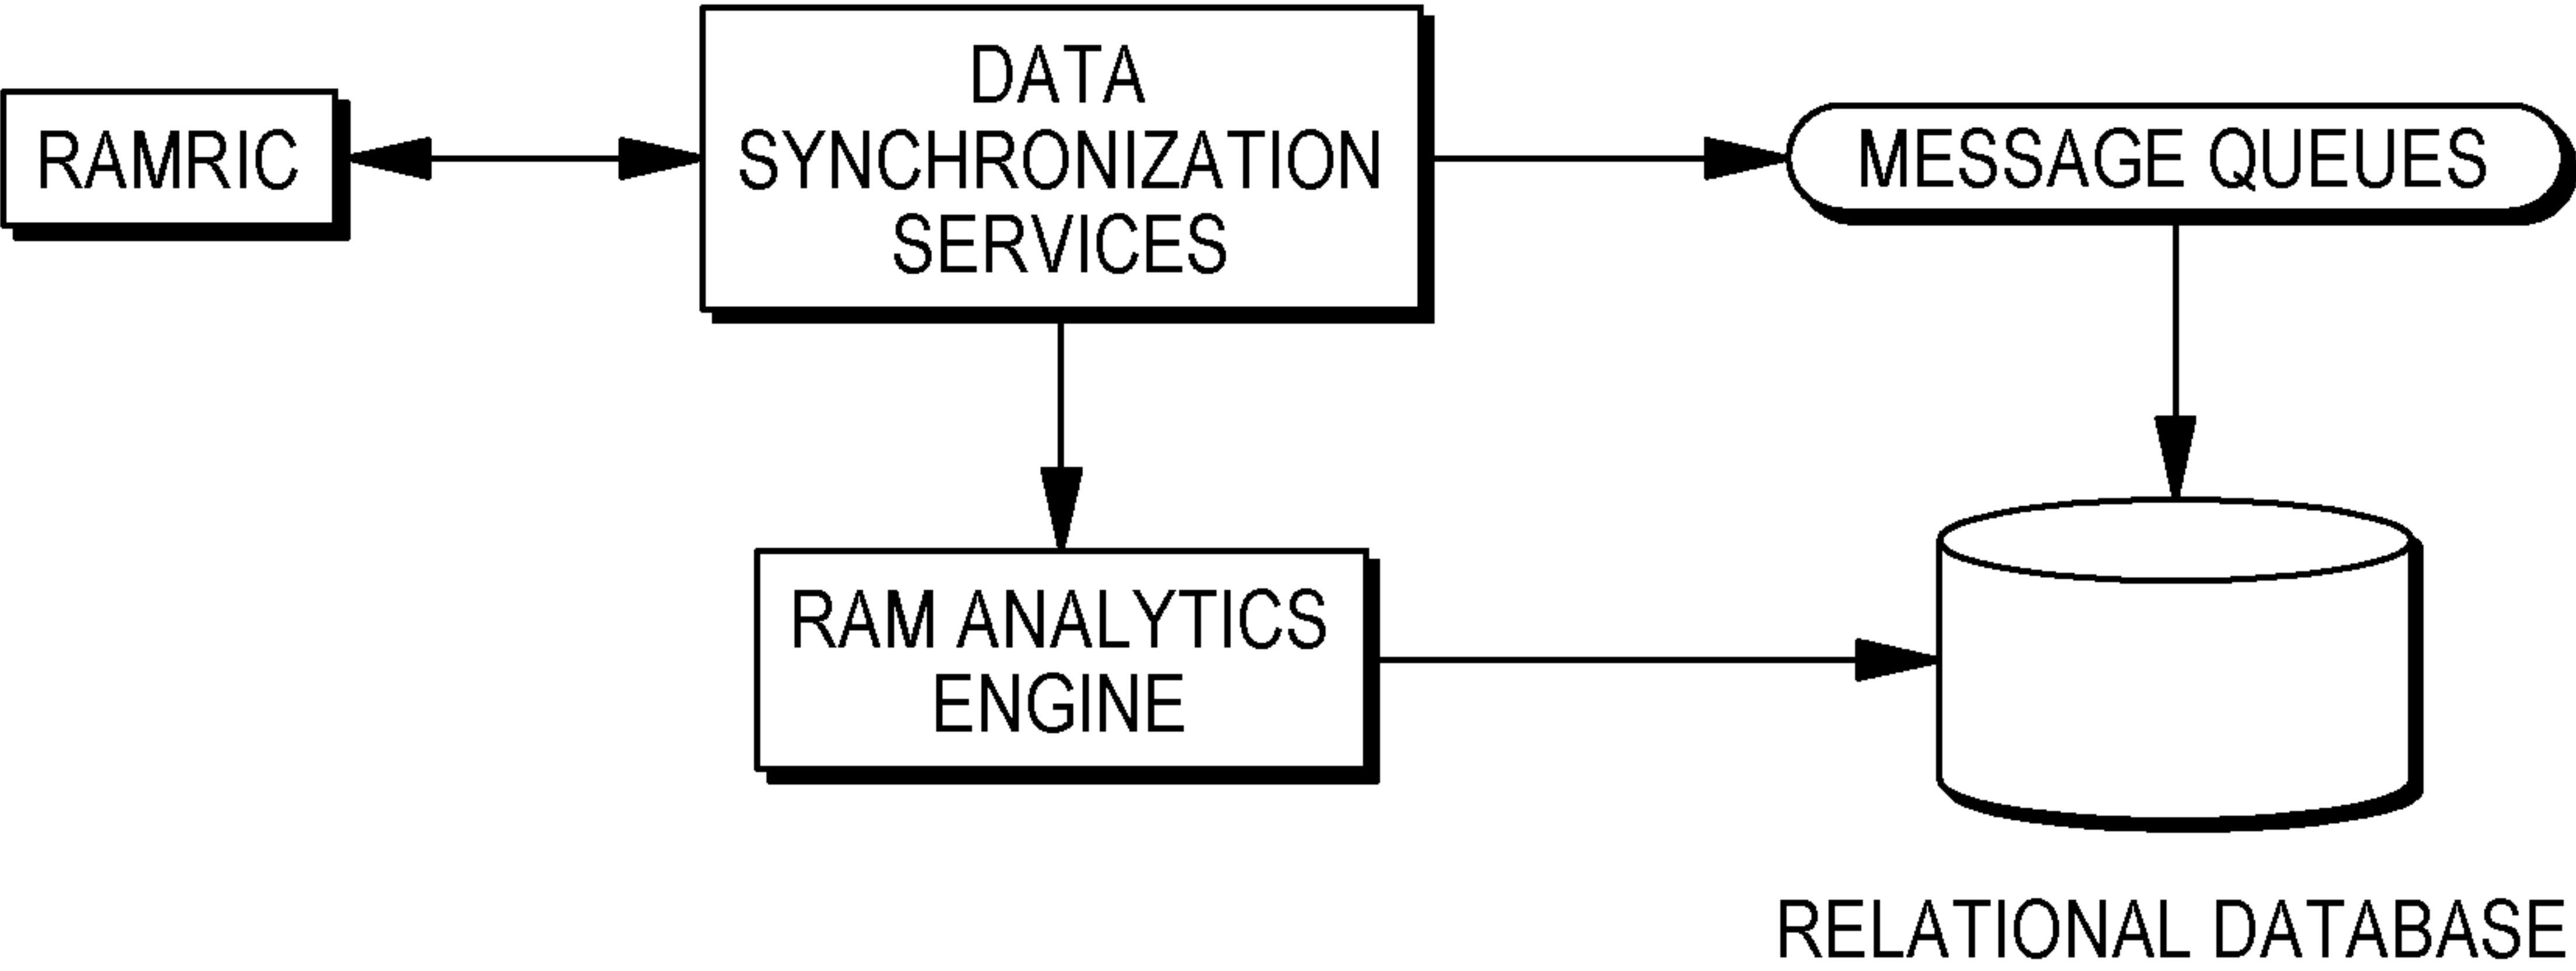 RAMRIC
DATA
SYNCHRONIZATION
SERVICES
MESSAGE QUEUES
RAM ANALYTICS
ENGINE
RELATIONAL DATABASE